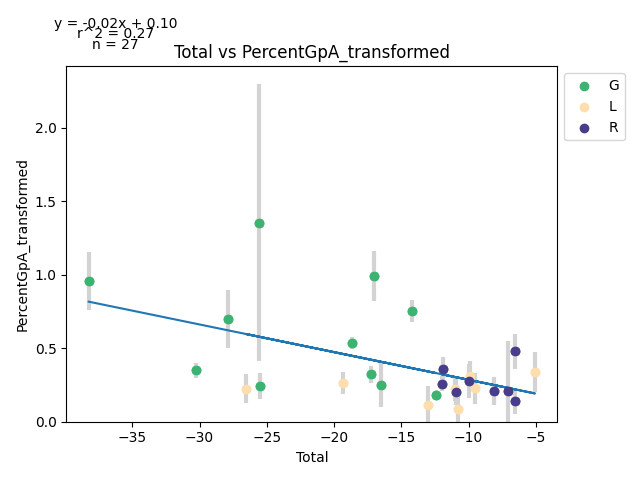 y = -0.02x + 0.10
r^2 = 0.27
n = 27
Total vs PercentGpA_transformed
G
L
R
2.0
1.5
1.0
0.5
0.0
PercentGpA_transformed
−35 −30 −25 −20 −15 −10 −5
Total